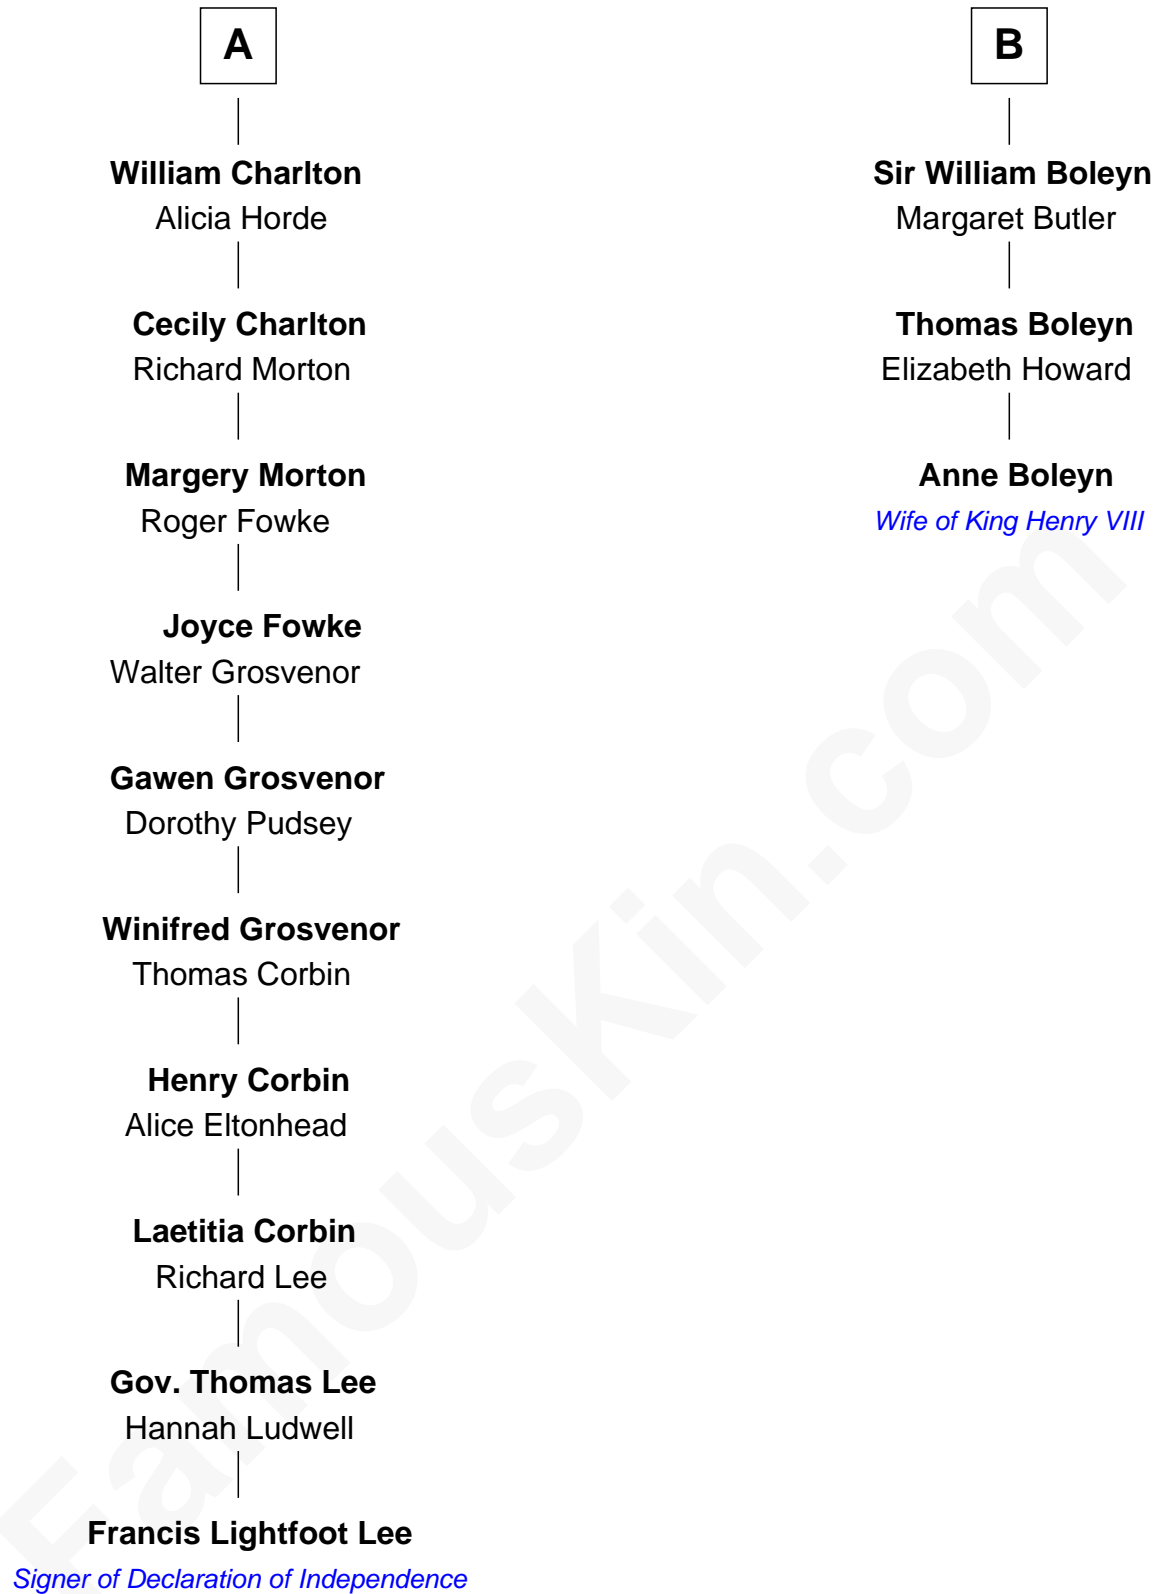 A
William Charlton
Alicia Horde
Cecily Charlton
Richard Morton
Margery Morton
Roger Fowke
Joyce Fowke
Walter Grosvenor
Gawen Grosvenor
Dorothy Pudsey
Winifred Grosvenor
Thomas Corbin
Henry Corbin
Alice Eltonhead
Laetitia Corbin
Richard Lee
Gov. Thomas Lee
Hannah Ludwell
Francis Lightfoot Lee
Signer of Declaration of Independence
B
Sir William Boleyn
Margaret Butler
Thomas Boleyn
Elizabeth Howard
Anne Boleyn
Wife of King Henry VIII
FamousKin.com